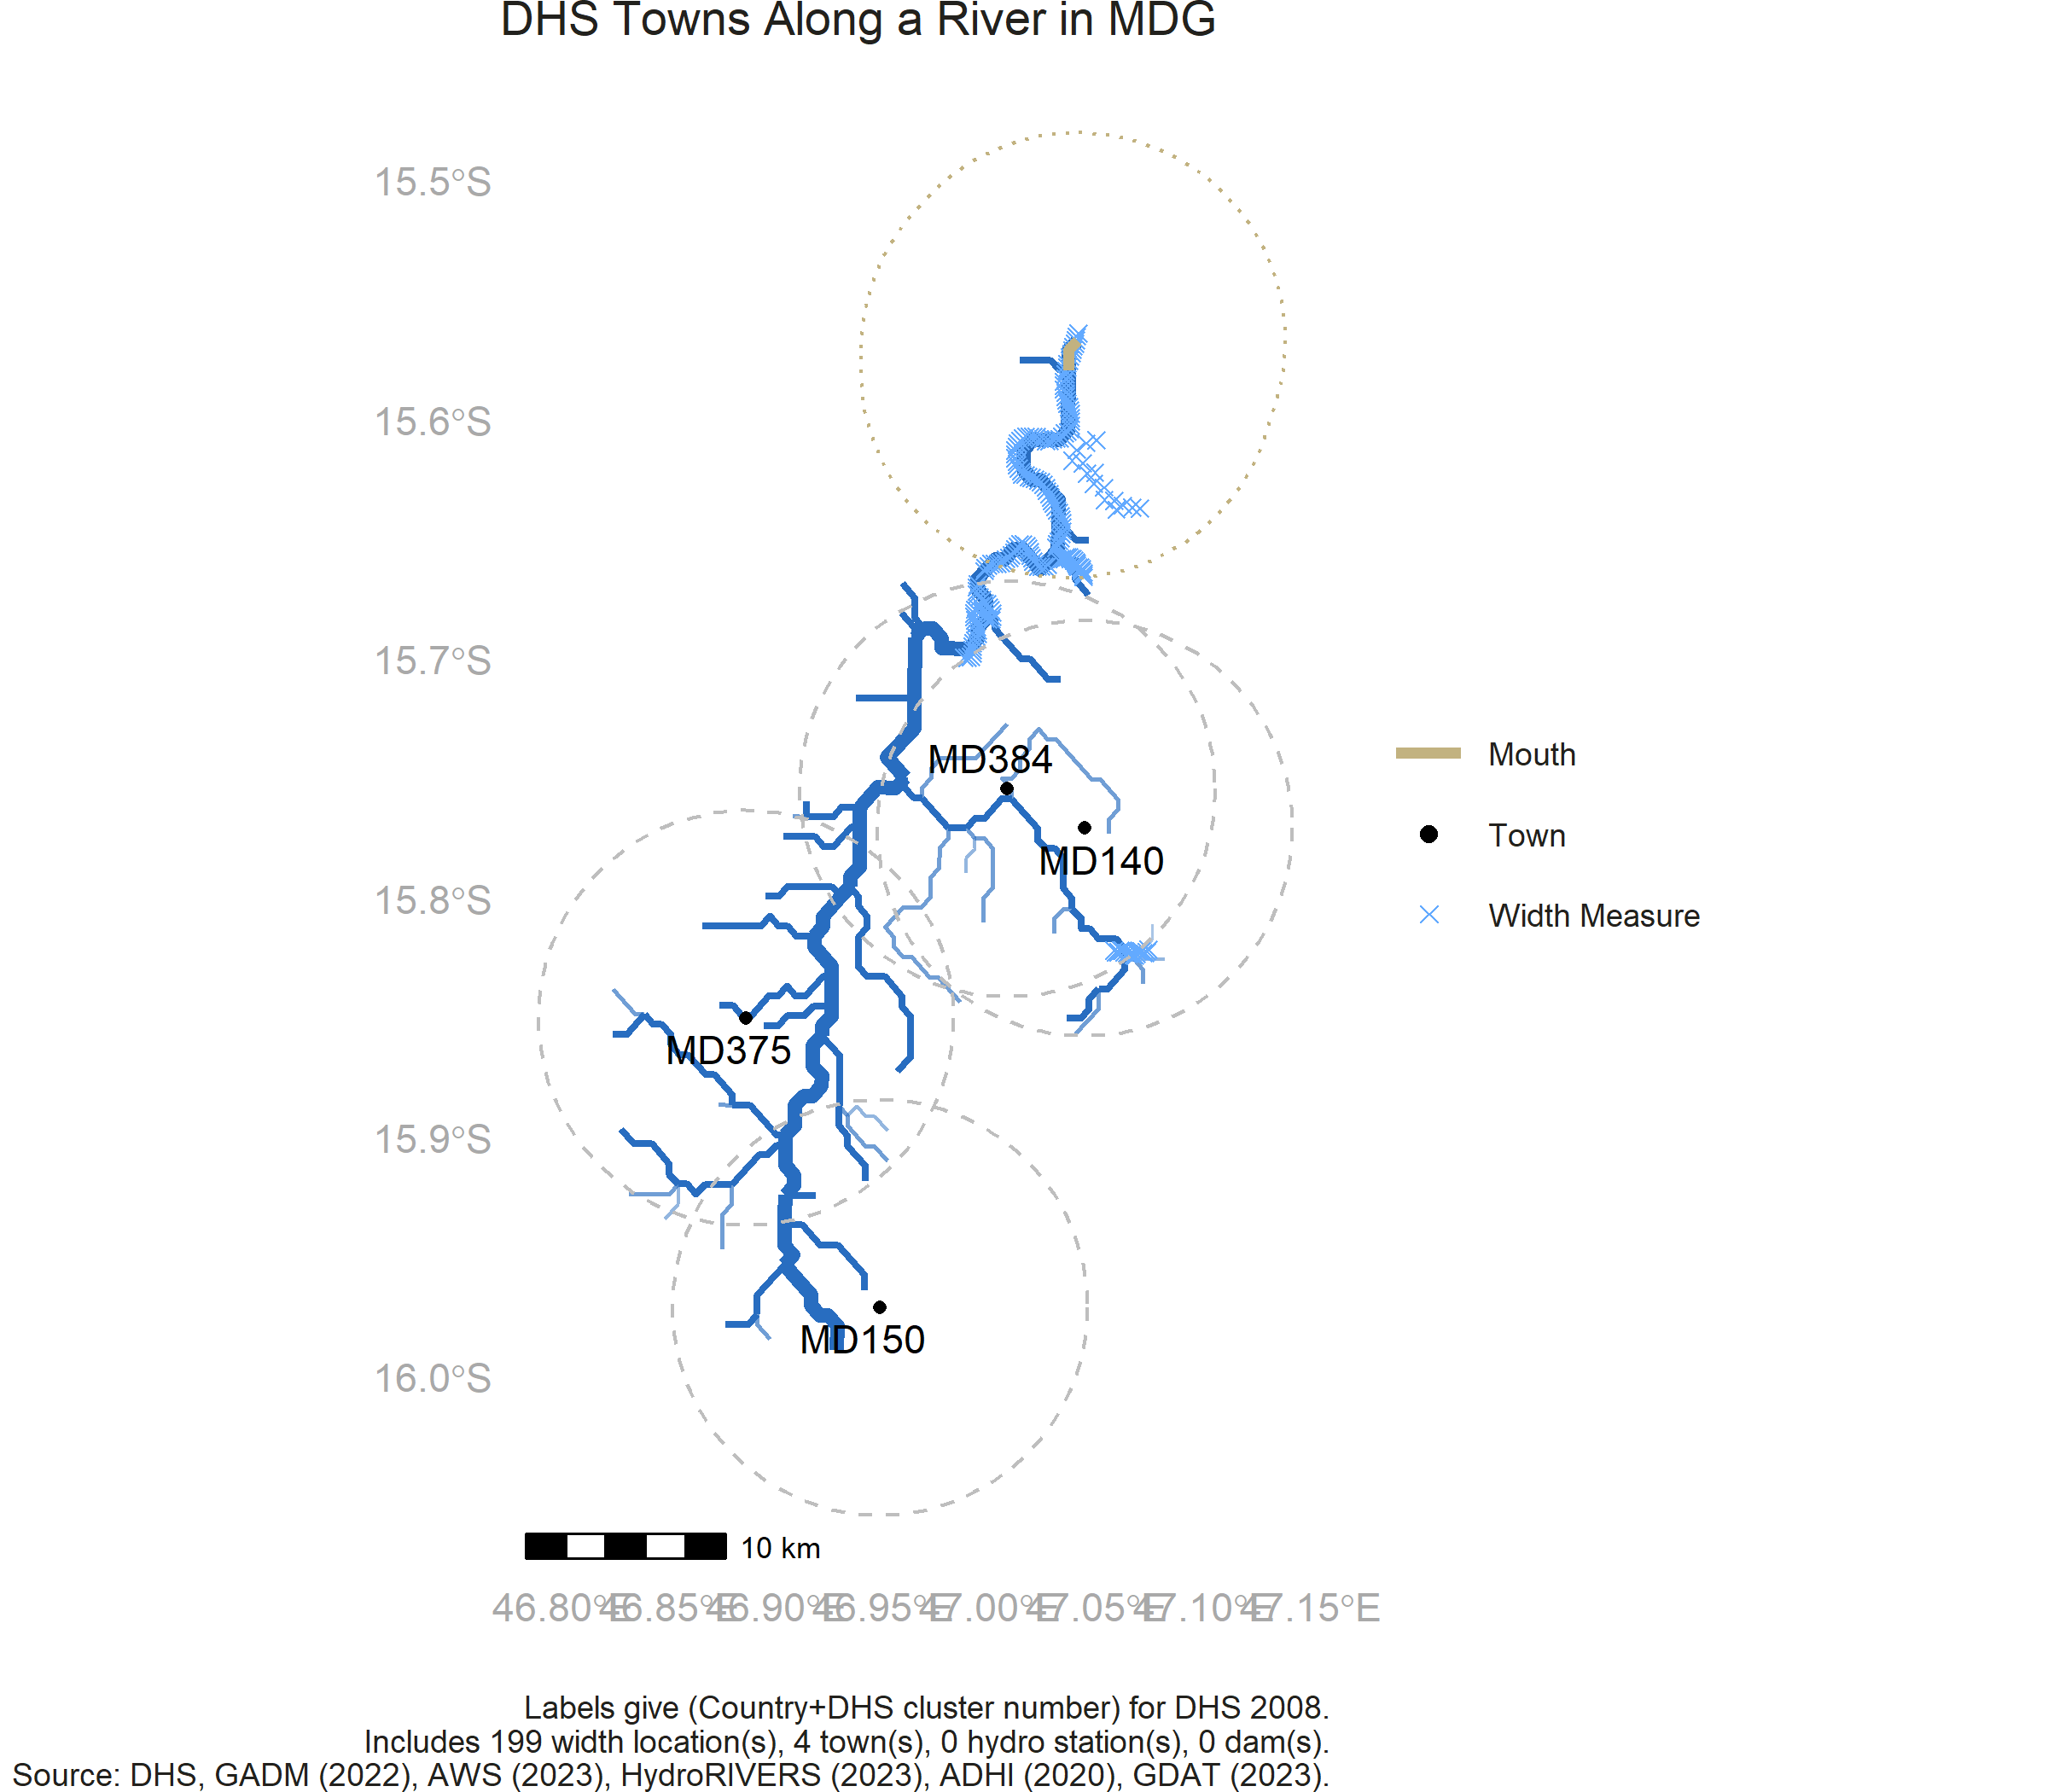 DHS Towns Along a River in MDG
15.5°S
15.6°S
15.7°S
15.8°S
15.9°S
16.0°S
MD384
MD140
MD375
MD150
Mouth
Town
Width Measure
10 km
46.80°E 46.85°E 46.90°E 46.95°E 47.00°E 47.05°E 47.10°E 47.15°E
Labels give (Country+DHS cluster number) for DHS 2008.
Includes 199 width location(s), 4 town(s), 0 hydro station(s), 0 dam(s).
Source: DHS, GADM (2022), AWS (2023), HydroRIVERS (2023), ADHI (2020), GDAT (2023).